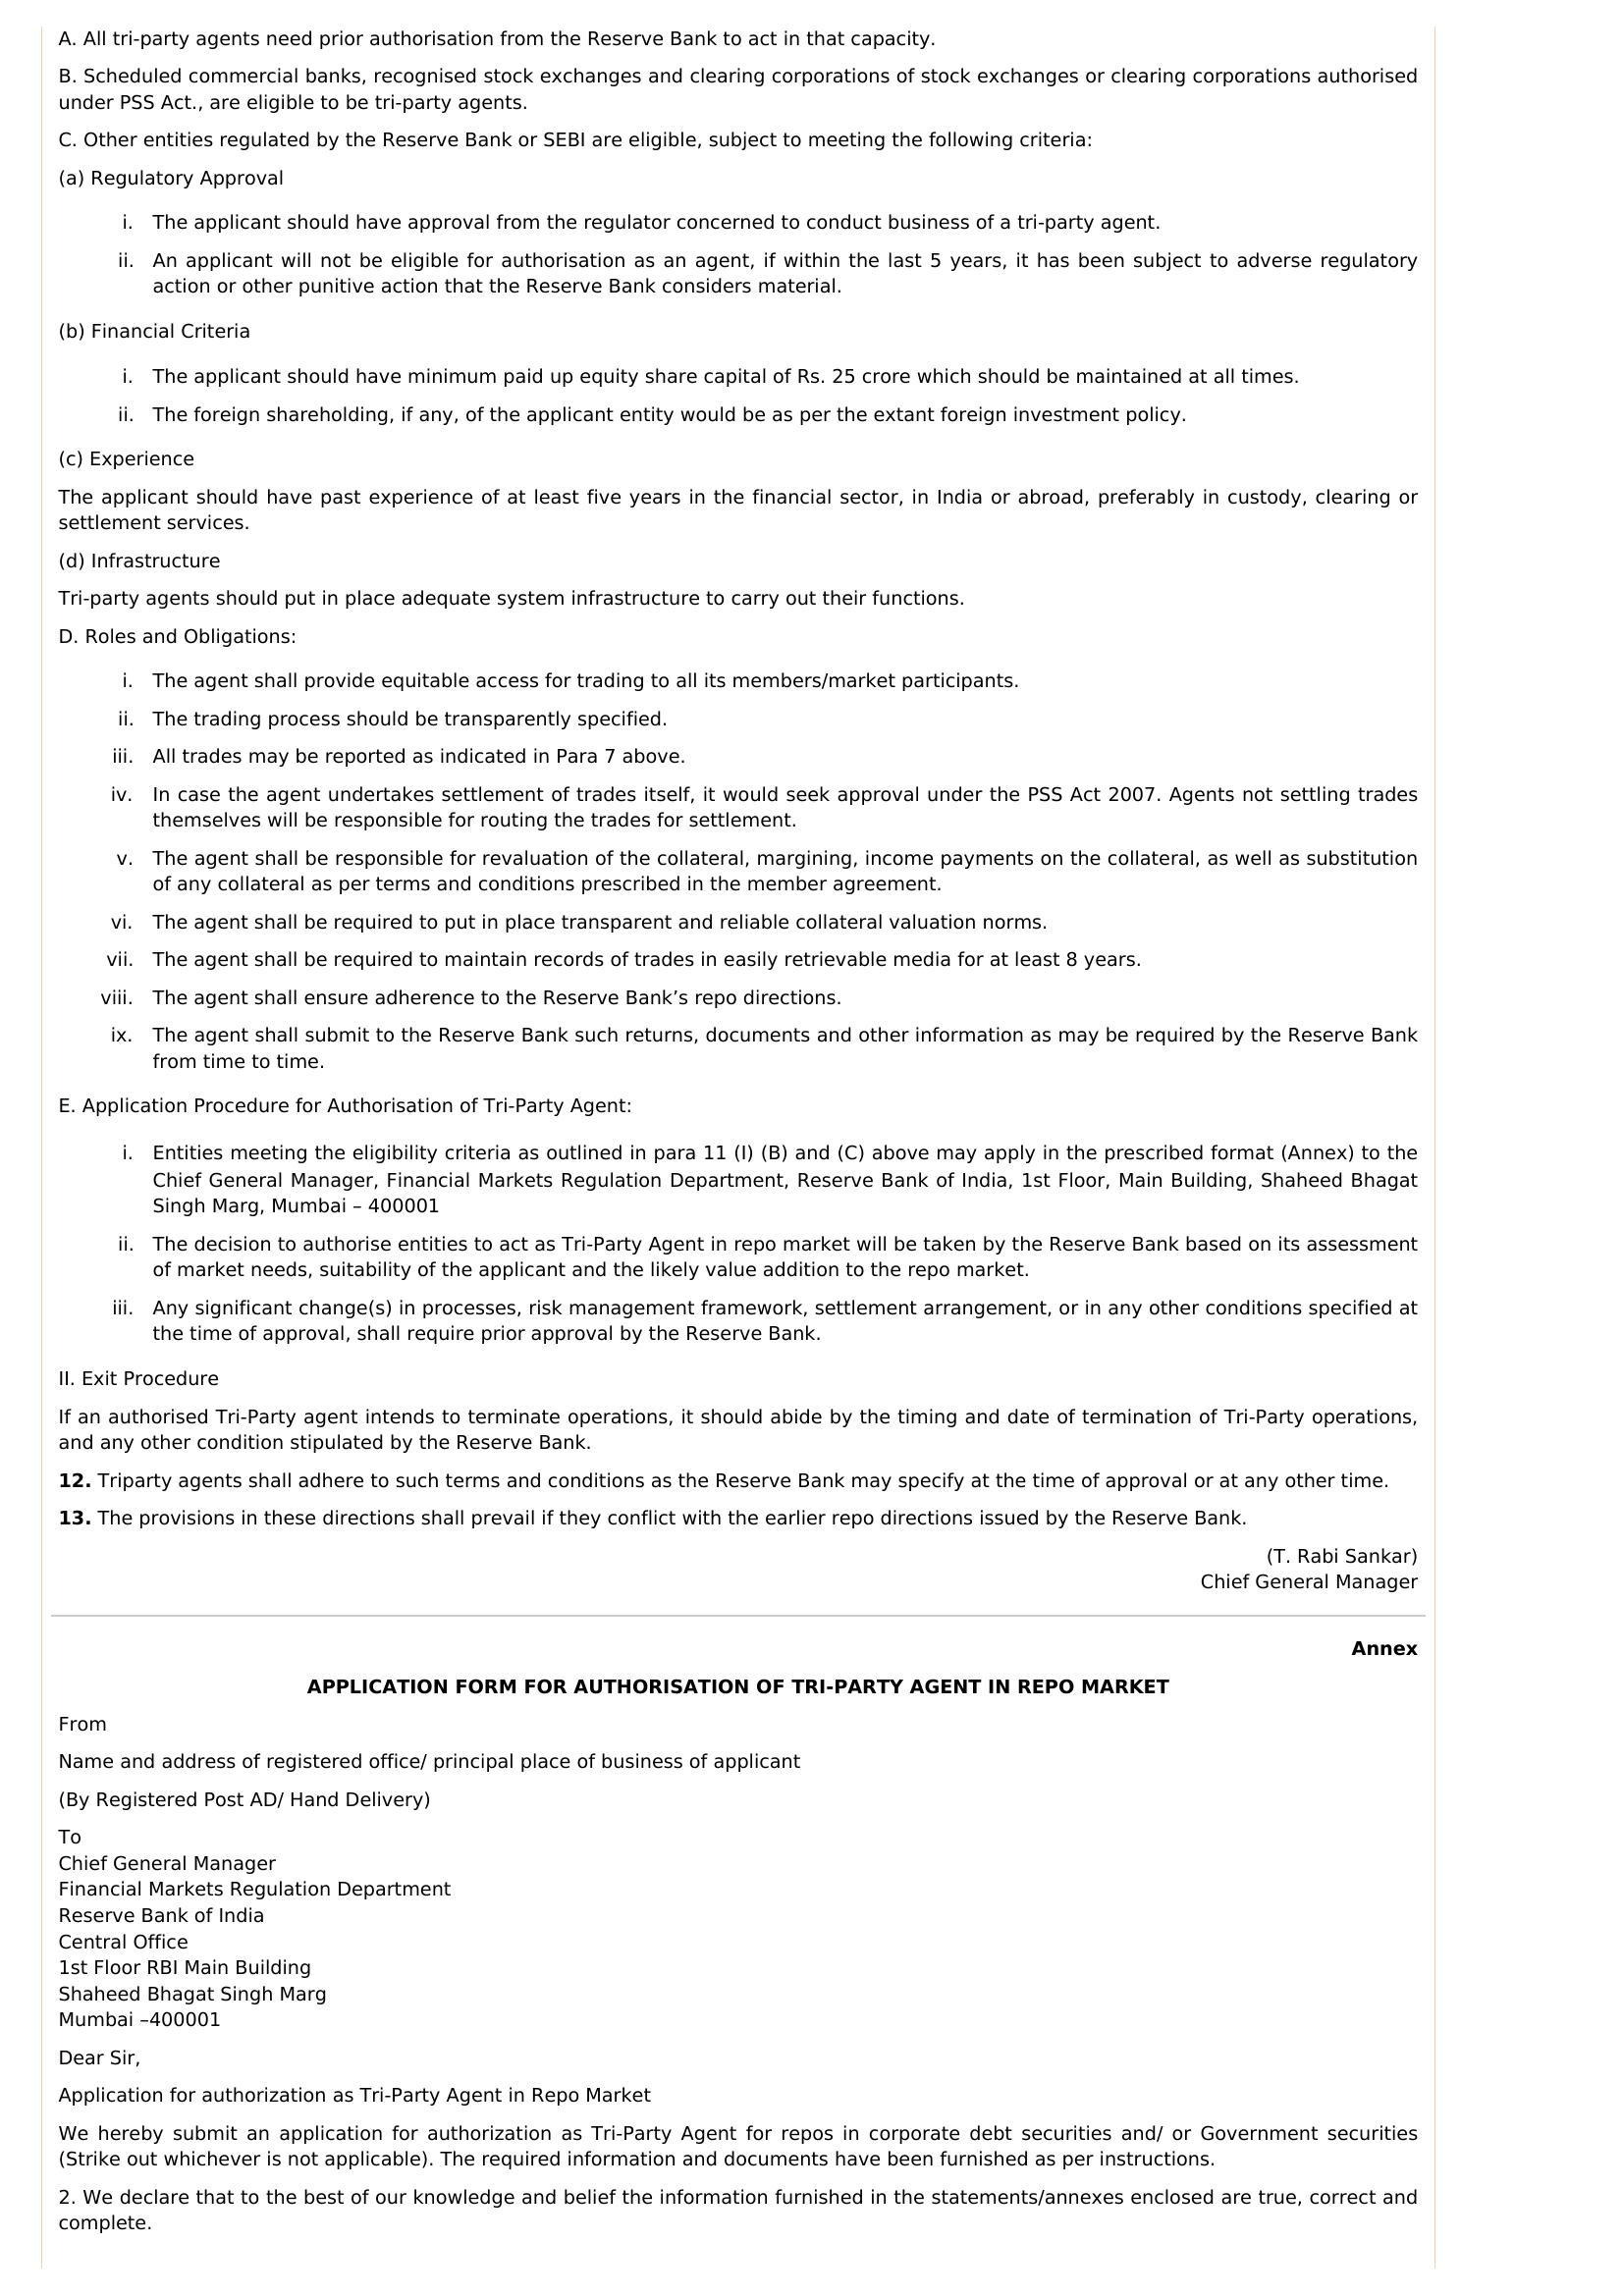 A. All tri-party agents need prior authorisation from the Reserve Bank to act in that capacity.
B. Scheduled commercial banks, recognised stock exchanges and clearing corporations of stock exchanges or clearing corporations authorised
under PSS Act., are eligible to be tri-party agents.
C. Other entities regulated by the Reserve Bank or SEBI are eligible, subject to meeting the following criteria:
(a) Regulatory Approval
i. The applicant should have approval from the regulator concerned to conduct business of a tri-party agent.
ii. An applicant will not be eligible for authorisation as an agent, if within the last 5 years, it has been subject to adverse regulatory
action or other punitive action that the Reserve Bank considers material.
(b) Financial Criteria
i. The applicant should have minimum paid up equity share capital of Rs. 25 crore which should be maintained at all times.
ii. The foreign shareholding, if any, of the applicant entity would be as per the extant foreign investment policy.
(c) Experience
The applicant should have past experience of at least five years in the financial sector, in India or abroad, preferably in custody, clearing or
settlement services.
(d) Infrastructure
Tri-party agents should put in place adequate system infrastructure to carry out their functions.
D. Roles and Obligations:
i. The agent shall provide equitable access for trading to all its members/market participants.
ii. The trading process should be transparently specified.
iii. All trades may be reported as indicated in Para 7 above.
iv. In case the agent undertakes settlement of trades itself, it would seek approval under the PSS Act 2007. Agents not settling trades
themselves will be responsible for routing the trades for settlement.
v. The agent shall be responsible for revaluation of the collateral, margining, income payments on the collateral, as well as substitution
of any collateral as per terms and conditions prescribed in the member agreement.
vi. The agent shall be required to put in place transparent and reliable collateral valuation norms.
vii. The agent shall be required to maintain records of trades in easily retrievable media for at least 8 years.
viii. The agent shall ensure adherence to the Reserve Bank’s repo directions.
ix. The agent shall submit to the Reserve Bank such returns, documents and other information as may be required by the Reserve Bank
from time to time.
E. Application Procedure for Authorisation of Tri-Party Agent:
i. Entities meeting the eligibility criteria as outlined in para 11 (I) (B) and (C) above may apply in the prescribed format (Annex) to the
Chief General Manager, Financial Markets Regulation Department, Reserve Bank of India, 1st Floor, Main Building, Shaheed Bhagat
Singh Marg, Mumbai – 400001
ii. The decision to authorise entities to act as Tri-Party Agent in repo market will be taken by the Reserve Bank based on its assessment
of market needs, suitability of the applicant and the likely value addition to the repo market.
iii. Any significant change(s) in processes, risk management framework, settlement arrangement, or in any other conditions specified at
the time of approval, shall require prior approval by the Reserve Bank.
II. Exit Procedure
If an authorised Tri-Party agent intends to terminate operations, it should abide by the timing and date of termination of Tri-Party operations,
and any other condition stipulated by the Reserve Bank.
12. Triparty agents shall adhere to such terms and conditions as the Reserve Bank may specify at the time of approval or at any other time.
13. The provisions in these directions shall prevail if they conflict with the earlier repo directions issued by the Reserve Bank.
(T. Rabi Sankar)
Chief General Manager
Annex
APPLICATION FORM FOR AUTHORISATION OF TRI-PARTY AGENT IN REPO MARKET
From
Name and address of registered office/ principal place of business of applicant
(By Registered Post AD/ Hand Delivery)
To
Chief General Manager
Financial Markets Regulation Department
Reserve Bank of India
Central Office
1st Floor RBI Main Building
Shaheed Bhagat Singh Marg
Mumbai –400001
Dear Sir,
Application for authorization as Tri-Party Agent in Repo Market
We hereby submit an application for authorization as Tri-Party Agent for repos in corporate debt securities and/ or Government securities
(Strike out whichever is not applicable). The required information and documents have been furnished as per instructions.
2. We declare that to the best of our knowledge and belief the information furnished in the statements/annexes enclosed are true, correct and
complete.